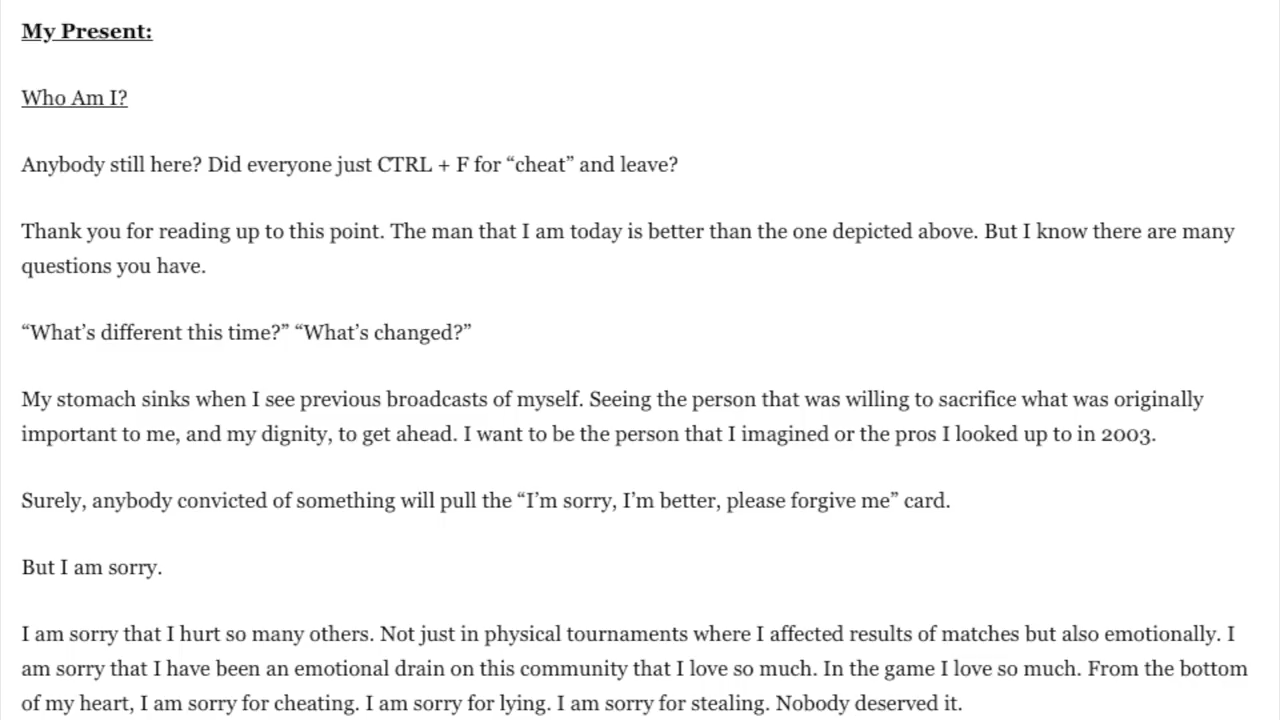 My Present:
Who Am I?
Anybody still here? Did everyone just CTRL + F for “cheat” and leave?
Thank you for reading up to this point. The man that I am today is better than the one depicted above. But I know there are many
questions you have.
“What’s different this time?” “What’s changed?”
My stomach sinks when I see previous broadcasts of myself. Seeing the person that was willing to sacrifice what was originally
important to me, and my dignity, to get ahead. I want to be the person that I imagined or the pros I looked up to in 2003.
Surely, anybody convicted of something will pull the “I’m sorry, I’m better, please forgive me” card.
But I am sorry.
I am sorry that I hurt so many others. Not just in physical tournaments where I affected results of matches but also emotionally. I
am sorry that I have been an emotional drain on this community that I love so much. In the game I love so much. From the bottom
of my heart, I am sorry for cheating. I am sorry for lying. I am sorry for stealing. Nobody deserved it.